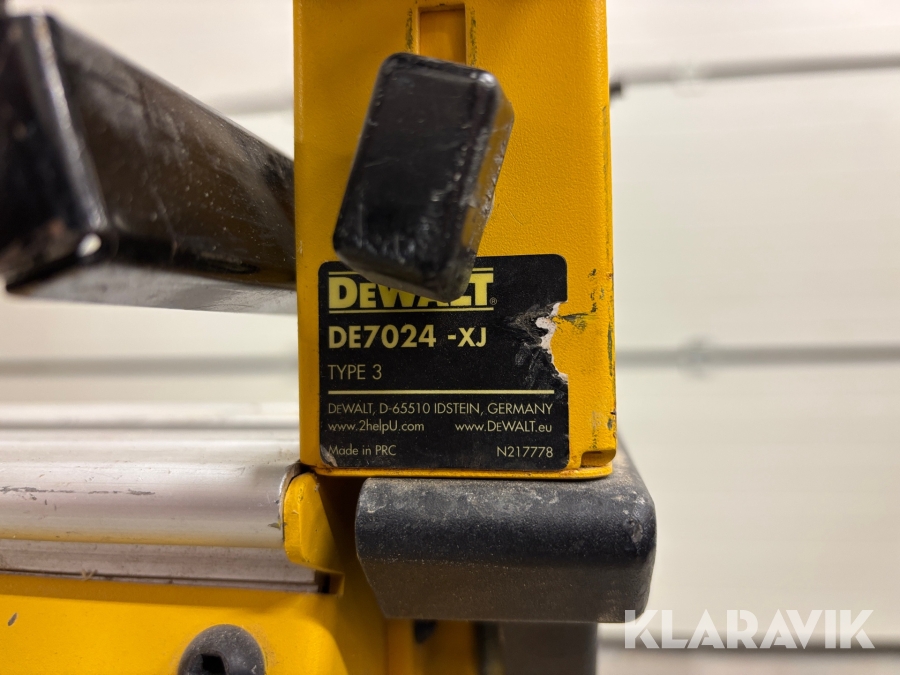 DEWALT®
DE7024 -XJ
TYPE 3
DEWALT, D-65510 IDSTEIN, GERMANY
www.2helpU.com www.DEWALT.eu
Made in PRC N217778
KLARAVIK